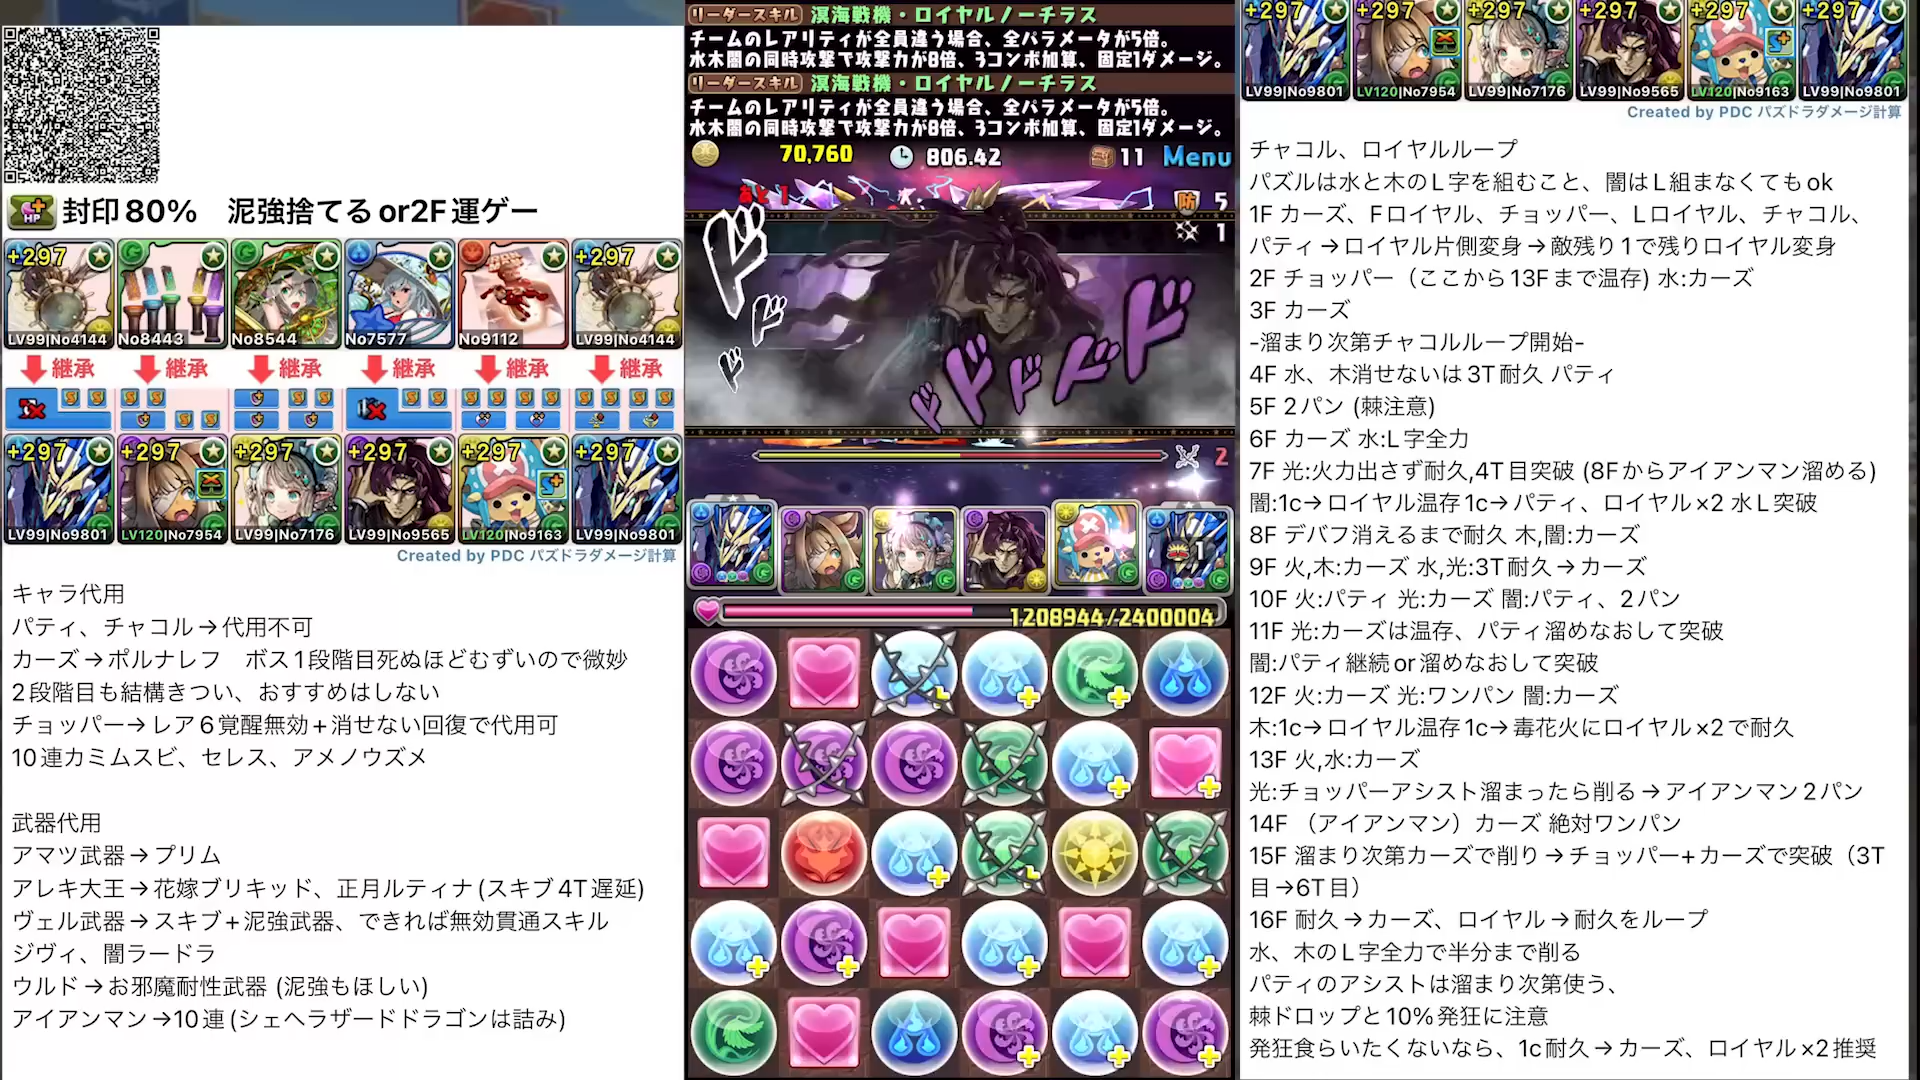 封印80%　泥強捨てるor2F運ゲー
+297
+297
LV99|No4144
No8443
No8544
No7577
No9112
LV99|No4144
継承
継承
継承
継承
継承
継承
+297
+297
+297
+297
+297
+297
LV99|No9801
LV120|No7954
LV99|No7176
LV99|No9565
LV120|No9163
LV99|No9801
Created by PDC パズドラダメージ計算
キャラ代用
パティ、チャコル→代用不可
カーズ→ポルナレフ　ボス1段階目死ぬほどむずいので微妙
2段階目も結構きつい、おすすめはしない
チョッパー→レア6覚醒無効+消せない回復で代用可
10連カミムスビ、セレス、アメノウズメ
武器代用
アマツ武器→プリム
アレキ大王→花嫁ブリキッド、正月ルティナ(スキブ4T遅延)
ヴェル武器→スキブ+泥強武器、できれば無効貫通スキル
ジヴィ、闇ラードラ
ウルド→お邪魔耐性武器 (泥強もほしい)
アイアンマン→10連(シェヘラザードドラゴンは詰み)
リーダースキル 溟海戦機・ロイヤルノーチラス
チームのレアリティが全員違う場合、全パラメータが5倍。
水木闇の同時攻撃で攻撃力が8倍、3コンボ加算、固定1ダメージ。
リーダースキル 溟海戦機・ロイヤルノーチラス
チームのレアリティが全員違う場合、全パラメータが5倍。
水木闇の同時攻撃で攻撃力が8倍、3コンボ加算、固定1ダメージ。
70,760
806.42
11 Menu
あと1
防 5
1
ド
ド
ド
ド
ド
ド
ド
ド
2
1
1208944/2400004
+297
+297
+297
+297
+297
+297
LV99|No9801
LV120|No7954
LV99|No7176
LV99|No9565
LV120|No9163
LV99|No9801
Created by PDC パズドラダメージ計算
チャコル、ロイヤルループ
パズルは水と木のL字を組むこと、闇はL組まなくてもok
1F カーズ、Fロイヤル、チョッパー、Lロイヤル、チャコル、
パティ→ロイヤル片側変身→敵残り1で残りロイヤル変身
2F チョッパー（ここから13Fまで温存) 水:カーズ
3F カーズ
-溜まり次第チャコルループ開始-
4F 水、木消せないは3T耐久 パティ
5F 2パン (棘注意)
6F カーズ 水:L字全力
7F 光:火力出さず耐久,4T目突破 (8Fからアイアンマン溜める)
闇:1c→ロイヤル温存1c→パティ、ロイヤル×2 水L突破
8F デバフ消えるまで耐久 木,闇:カーズ
9F 火,木:カーズ 水,光:3T耐久→カーズ
10F 火:パティ 光:カーズ 闇:パティ、2パン
11F 光:カーズは温存、パティ溜めなおして突破
闇:パティ継続or溜めなおして突破
12F 火:カーズ 光:ワンパン 闇:カーズ
木:1c→ロイヤル温存1c→毒花火にロイヤル×2で耐久
13F 火,水:カーズ
光:チョッパーアシスト溜まったら削る→アイアンマン2パン
14F （アイアンマン）カーズ 絶対ワンパン
15F 溜まり次第カーズで削り→チョッパー+カーズで突破（3T
目→6T目）
16F 耐久→カーズ、ロイヤル→耐久をループ
水、木のL字全力で半分まで削る
パティのアシストは溜まり次第使う、
棘ドロップと10%発狂に注意
発狂食らいたくないなら、1c耐久→カーズ、ロイヤル×2推奨